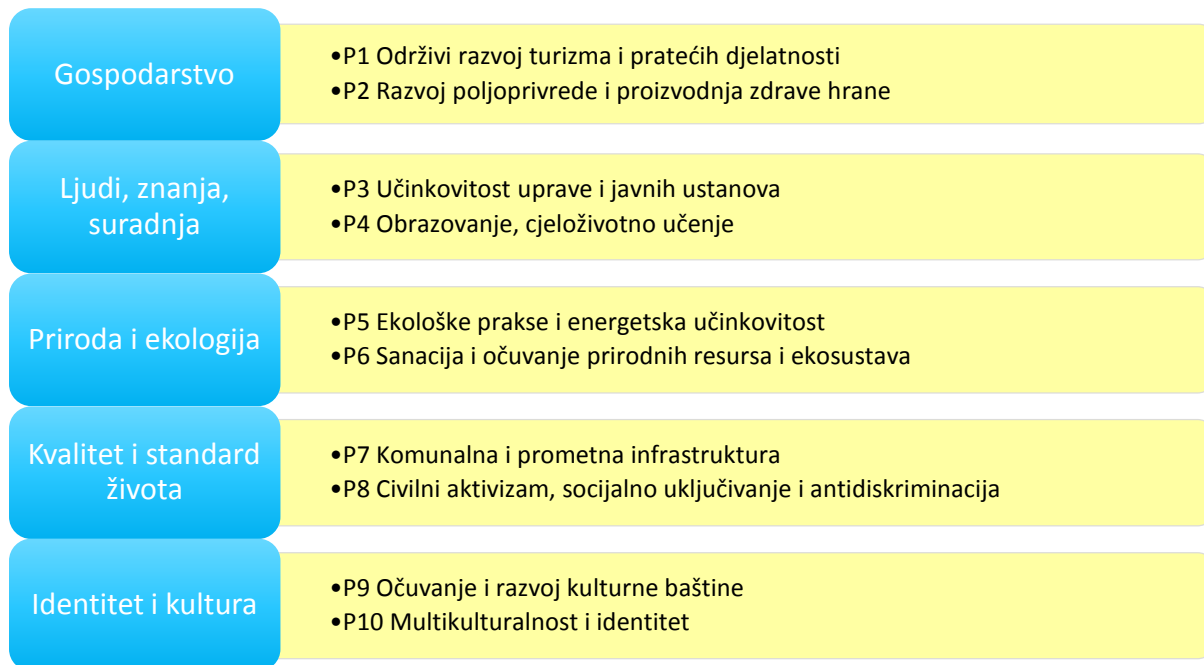 Gospodarstvo
•P1 Održivi razvoj turizma i pratećih djelatnosti
•P2 Razvoj poljoprivrede i proizvodnja zdrave hrane
Ljudi, znanja,
suradnja
•P3 Učinkovitost uprave i javnih ustanova
•P4 Obrazovanje, cjeloživotno učenje
Priroda i ekologija
•P5 Ekološke prakse i energetska učinkovitost
•P6 Sanacija i očuvanje prirodnih resursa i ekosustava
Kvalitet i standard
života
•P7 Komunalna i prometna infrastruktura
•P8 Civilni aktivizam, socijalno uključivanje i antidiskriminacija
Identitet i kultura
•P9 Očuvanje i razvoj kulturne baštine
•P10 Multikulturalnost i identitet